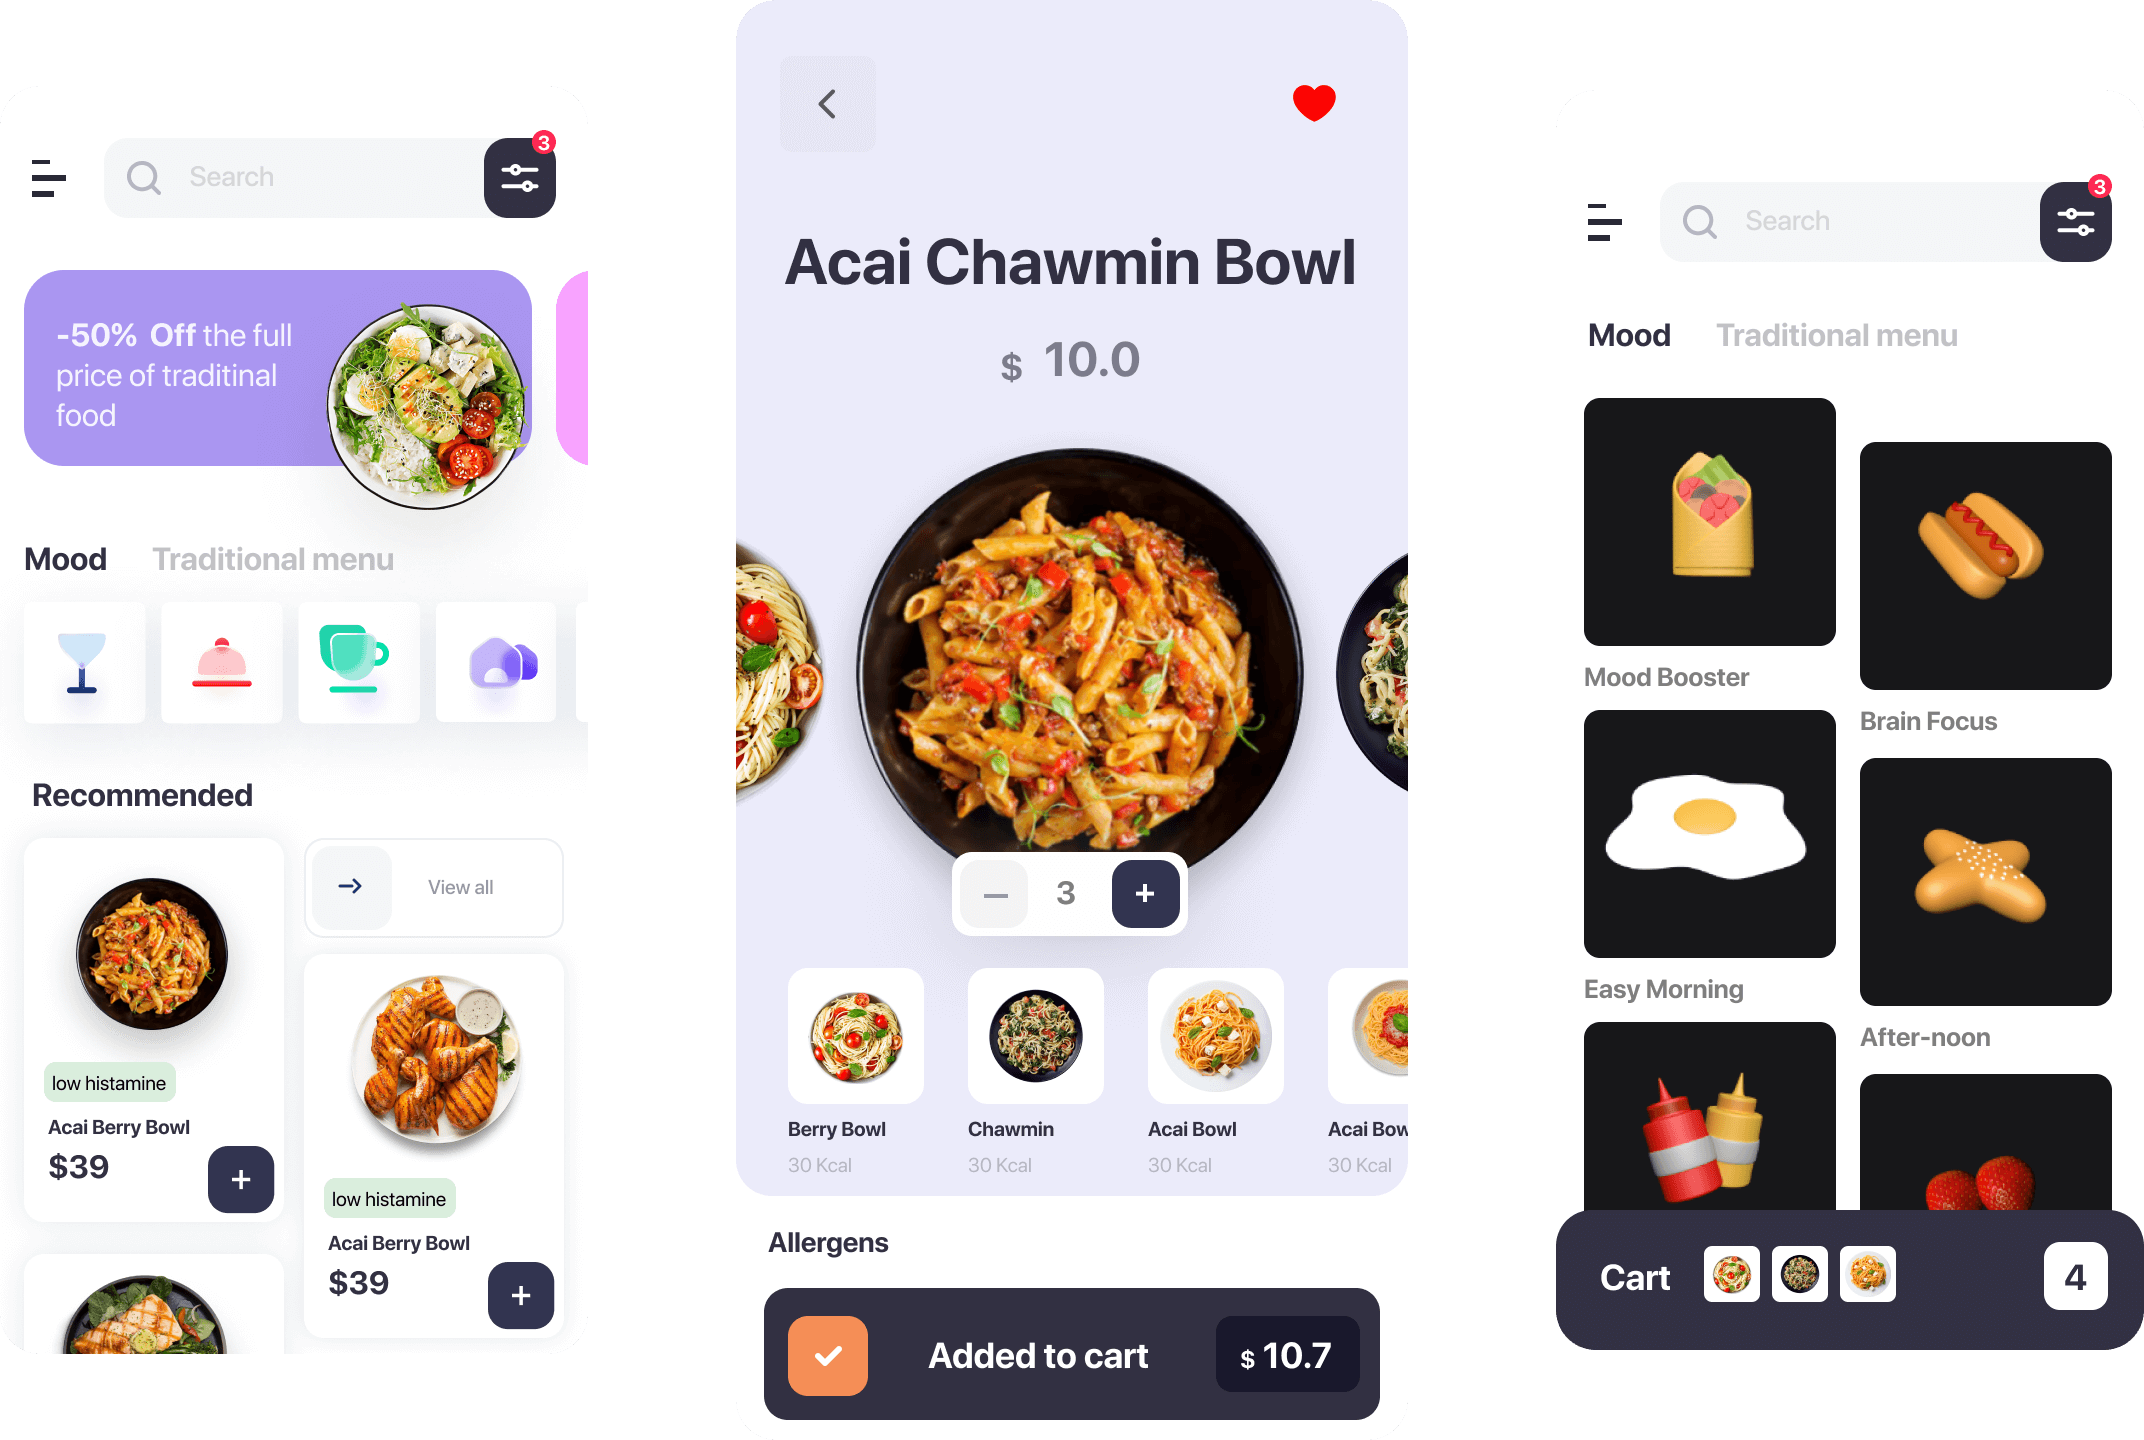 Search
3
-50% Off the full
price of traditinal
food
Mood
Traditional menu
Recommended
View all
low histamine
Acai Berry Bowl
$39
+
low histamine
Acai Berry Bowl
$39
+
Acai Chawmin Bowl
$ 10.0
— 3 +
Berry Bowl
30 Kcal
Chawmin
30 Kcal
Acai Bowl
30 Kcal
Acai Bow
30 Kcal
Allergens
Added to cart
$ 10.7
Search
3
Mood
Traditional menu
Mood Booster
Brain Focus
Easy Morning
After-noon
Cart
4